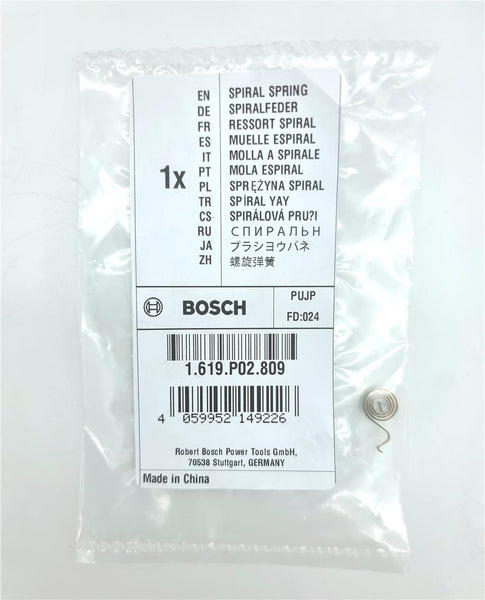 1x
EN SPIRAL SPRING
DE SPIRALFEDER
FR RESSORT SPIRAL
ES MUELLE ESPIRAL
IT MOLLA A SPIRALE
PT MOLA ESPIRAL
PL SPRĘŻYNA SPIRAL
TR SPİRAL YAY
CS SPIRÁLOVÁ PRU?I
RU СПИРАЛЬН
JA ブラシヨウバネ
ZH 螺旋弹簧
BOSCH
PUJP
FD:024
1.619.P02.809
4 059952 149226
Robert Bosch Power Tools GmbH,
70538 Stuttgart, GERMANY
Made in China